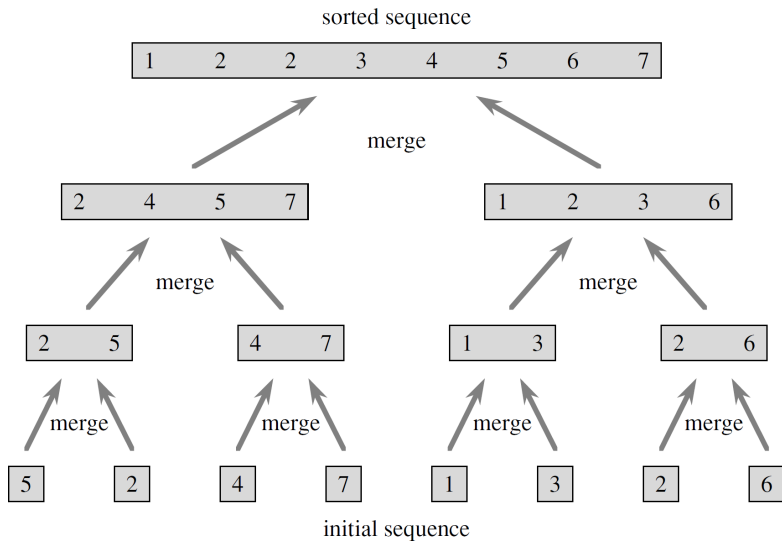 sorted sequence
1 2 2 3 4 5 6 7
merge
2 4 5 7 1 2 3 6
merge merge
2 5 4 7 1 3 2 6
merge merge merge merge
5 2 4 7 1 3 2 6
initial sequence